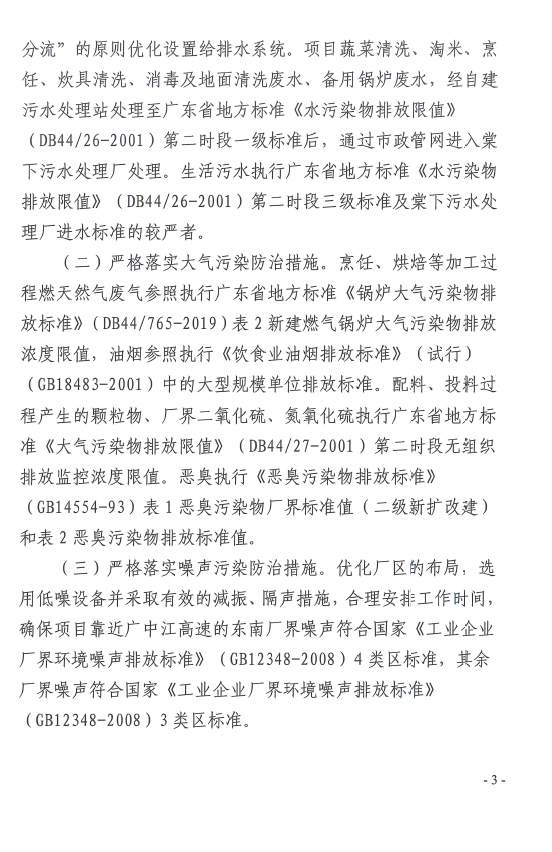 分流”的原则优化设置给排水系统。项目蔬菜清洗、淘米、烹
饪、炊具清洗、消毒及地面清洗废水、备用锅炉废水，经自建
污水处理站处理至广东省地方标准《水污染物排放限值》
（DB44/26-2001）第二时段一级标准后，通过市政管网进入棠
下污水处理厂处理。生活污水执行广东省地方标准《水污染物
排放限值》（DB44/26-2001）第二时段三级标准及棠下污水处
理厂进水标准的较严者。
（二）严格落实大气污染防治措施。烹饪、烘焙等加工过
程燃天然气废气参照执行广东省地方标准《锅炉大气污染物排
放标准》(DB44/765-2019)表 2 新建燃气锅炉大气污染物排放
浓度限值，油烟参照执行《饮食业油烟排放标准》（试行）
（GB18483-2001）中的大型规模单位排放标准。配料、投料过
程产生的颗粒物、厂界二氧化硫、氮氧化硫执行广东省地方标
准《大气污染物排放限值》（DB44/27-2001）第二时段无组织
排放监控浓度限值。恶臭执行《恶臭污染物排放标准》
（GB14554-93）表 1 恶臭污染物厂界标准值（二级新扩改建）
和表 2 恶臭污染物排放标准值。
（三）严格落实噪声污染防治措施。优化厂区的布局；选
用低噪设备并采取有效的减振、隔声措施，合理安排工作时间，
确保项目靠近广中江高速的东南厂界噪声符合国家《工业企业
厂界环境噪声排放标准》（GB12348-2008）4 类区标准，其余
厂界噪声符合国家《工业企业厂界环境噪声排放标准》
（GB12348-2008）3 类区标准。
- 3 -